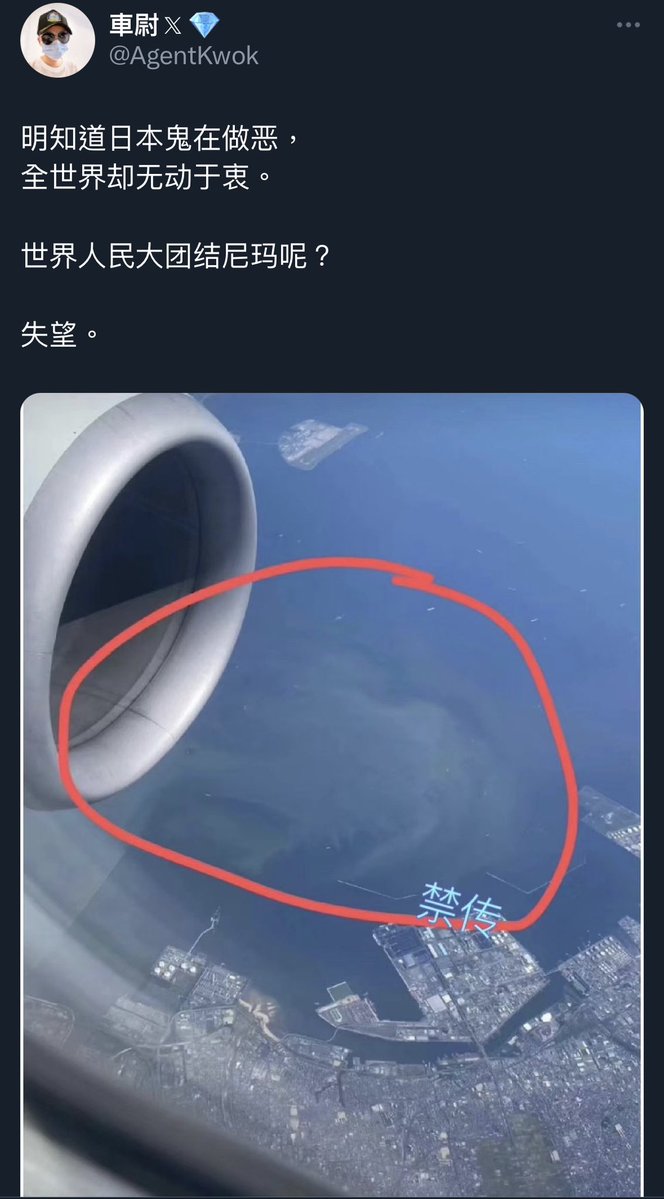 車尉 𝕏 💎
@AgentKwok
明知道日本鬼在做恶，
全世界却无动于衷。
世界人民大团结尼玛呢？
失望。
禁传